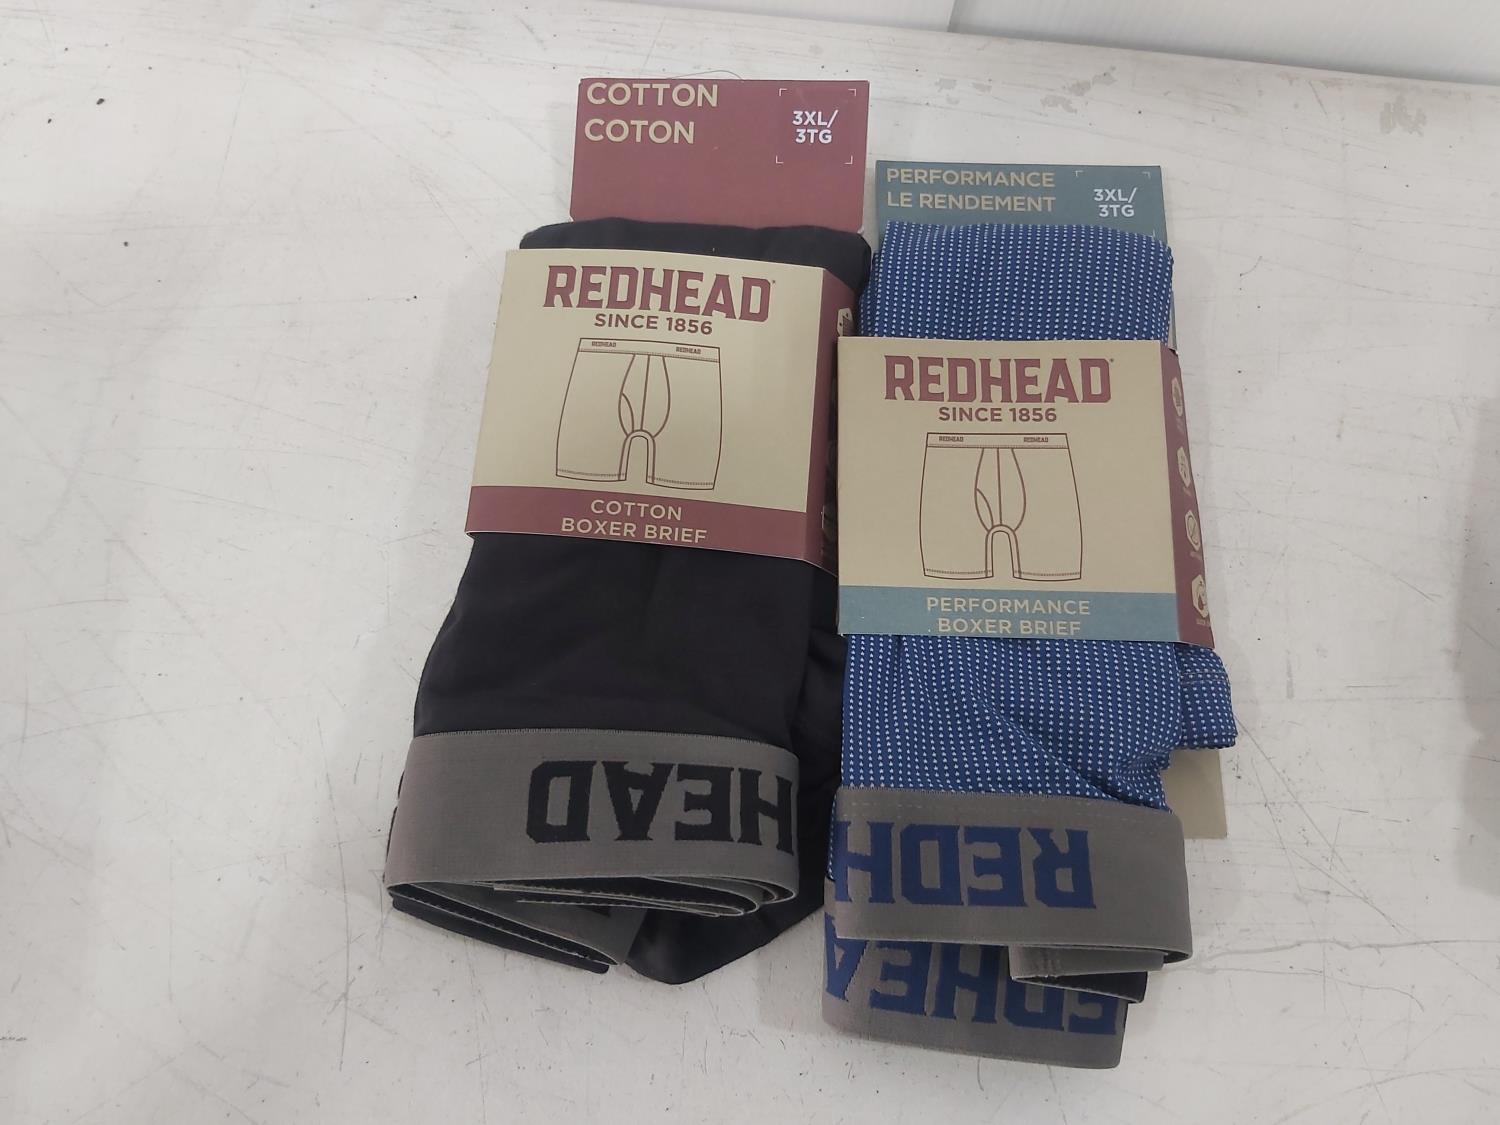 COTTON
COTON
3XL/
3TG
REDHEAD
SINCE 1856
REDHEAD REDHEAD
COTTON
BOXER BRIEF
HEAD
PERFORMANCE
LE RENDEMENT
3XL/
3TG
REDHEAD
SINCE 1856
REDHEAD REDHEAD
PERFORMANCE
BOXER BRIEF
REDH
EDHEA